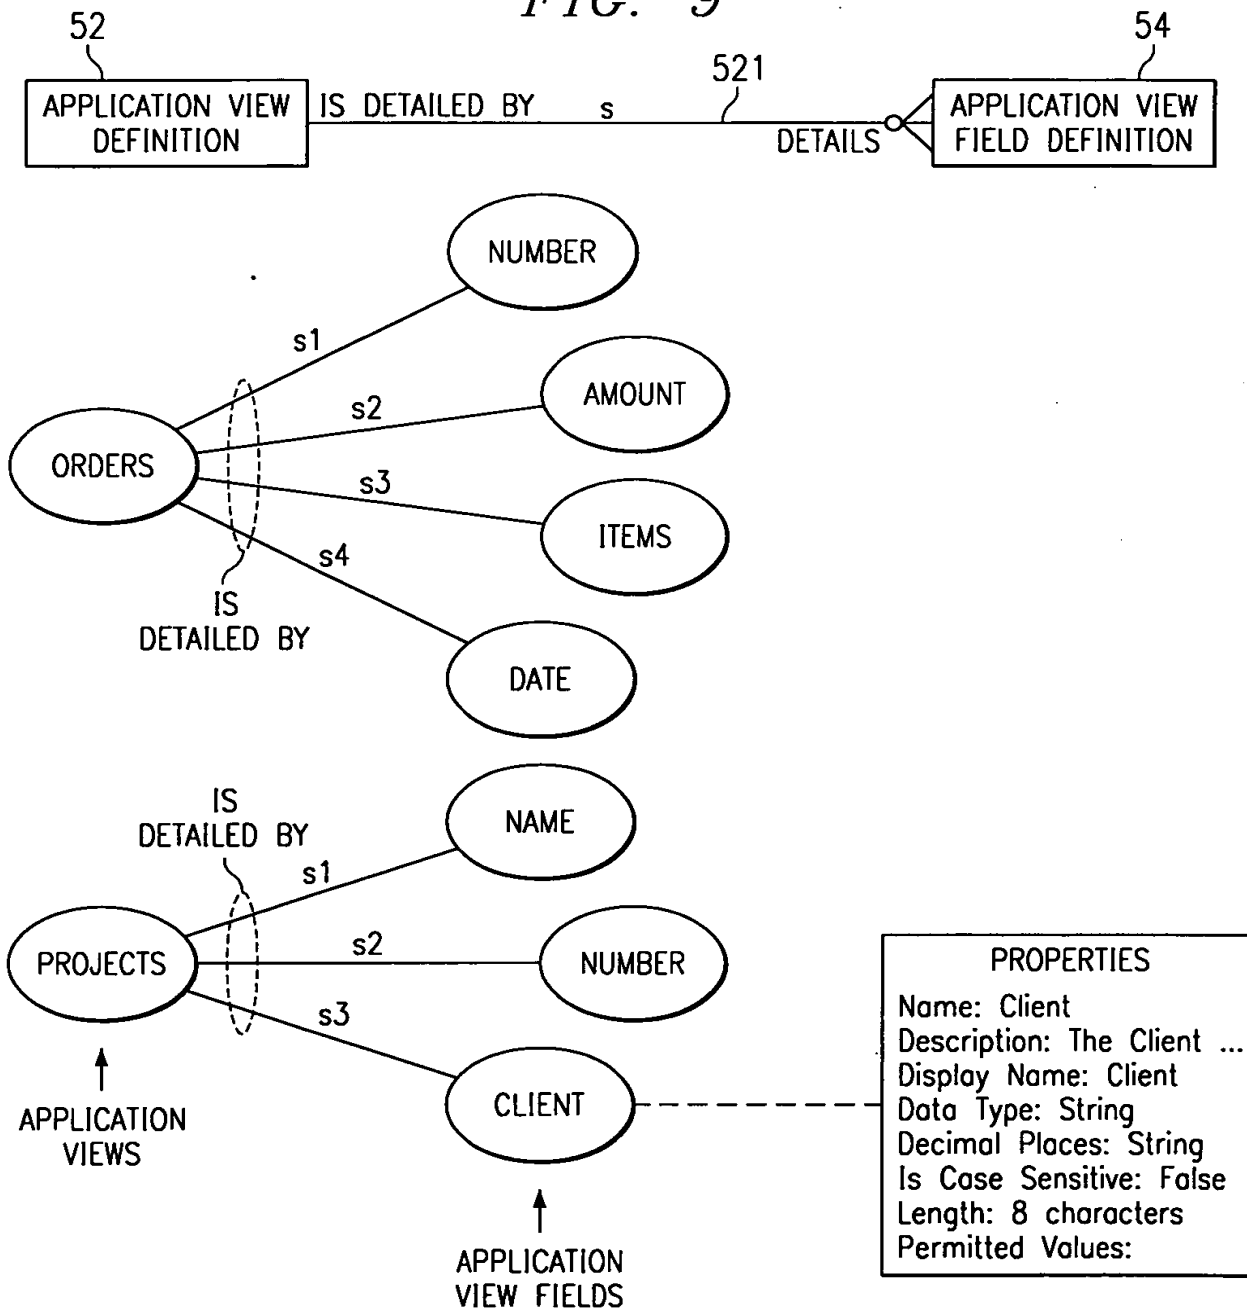 FIG. 9
52
54
521
APPLICATION VIEW
DEFINITION
IS DETAILED BY
s
DETAILS
APPLICATION VIEW
FIELD DEFINITION
NUMBER
s1
AMOUNT
s2
ORDERS
s3
ITEMS
s4
IS
DETAILED BY
DATE
IS
DETAILED BY
NAME
s1
PROJECTS
s2
NUMBER
s3
CLIENT
APPLICATION
VIEWS
APPLICATION
VIEW FIELDS
PROPERTIES
Name: Client
Description: The Client ...
Display Name: Client
Data Type: String
Decimal Places: String
Is Case Sensitive: False
Length: 8 characters
Permitted Values: